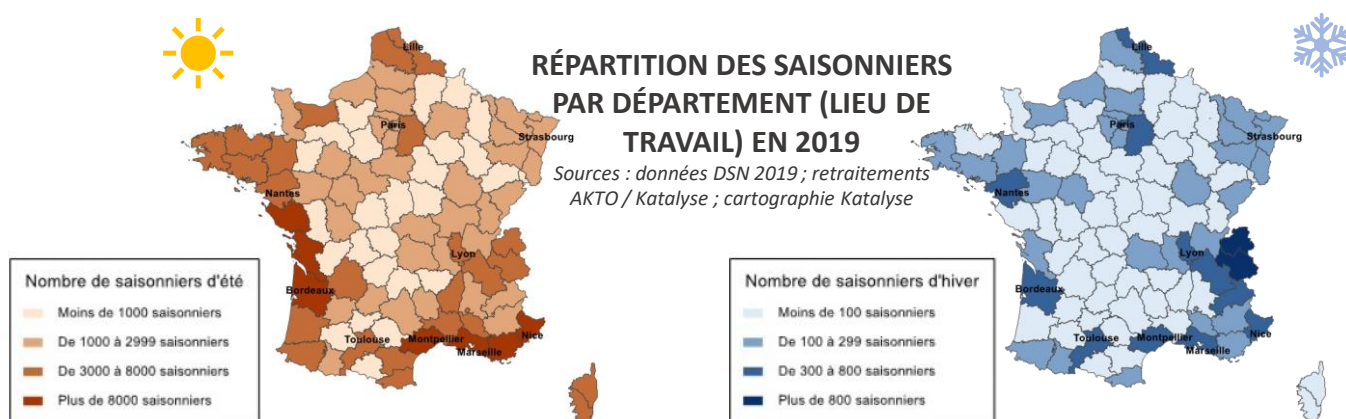 RÉPARTITION DES SAISONNIERS
PAR DÉPARTEMENT (LIEU DE
TRAVAIL) EN 2019
Sources : données DSN 2019 ; retraitements
AKTO / Katalyse ; cartographie Katalyse
Lille
Paris
Strasbourg
Nantes
Lyon
Bordeaux
Toulouse
Montpellier
Nice
Marseille
Nombre de saisonniers d'été
Moins de 1000 saisonniers
De 1000 à 2999 saisonniers
De 3000 à 8000 saisonniers
Plus de 8000 saisonniers
Lille
Paris
Strasbourg
Nantes
Lyon
Bordeaux
Toulouse
Montpellier
Nice
Marseille
Nombre de saisonniers d'hiver
Moins de 100 saisonniers
De 100 à 299 saisonniers
De 300 à 800 saisonniers
Plus de 800 saisonniers